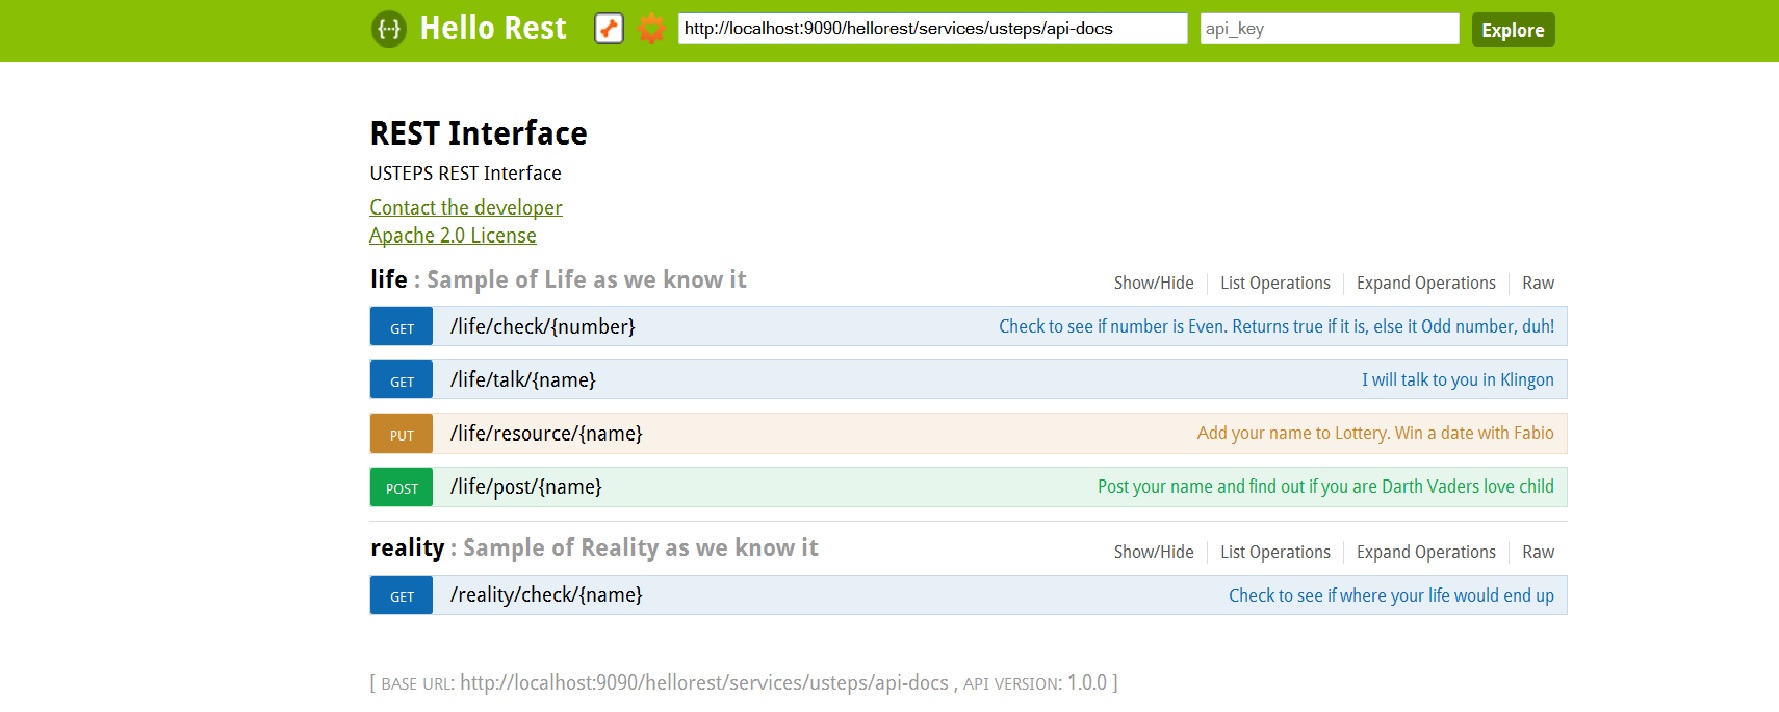 Hello Rest http://localhost:9090/hellorest/services/usteps/api-docs api_key Explore
REST Interface
USTEPS REST Interface
Contact the developer
Apache 2.0 License
life : Sample of Life as we know it Show/Hide List Operations Expand Operations Raw
GET /life/check/{number} Check to see if number is Even. Returns true if it is, else it Odd number, duh!
GET /life/talk/{name} I will talk to you in Klingon
PUT /life/resource/{name} Add your name to Lottery. Win a date with Fabio
POST /life/post/{name} Post your name and find out if you are Darth Vaders love child
reality : Sample of Reality as we know it Show/Hide List Operations Expand Operations Raw
GET /reality/check/{name} Check to see if where your life would end up
[ BASE URL: http://localhost:9090/hellorest/services/usteps/api-docs , API VERSION: 1.0.0 ]